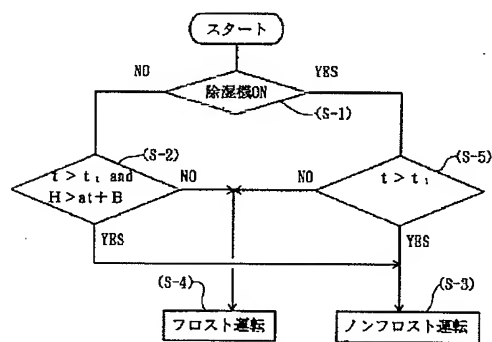 スタート
NO
YES
除湿機ON
(S-1)
(S-2)
(S-5)
t > t₁ and
H > at + B
NO
NO
t > t₁
YES
YES
(S-4)
(S-3)
フロスト運転
ノンフロスト運転